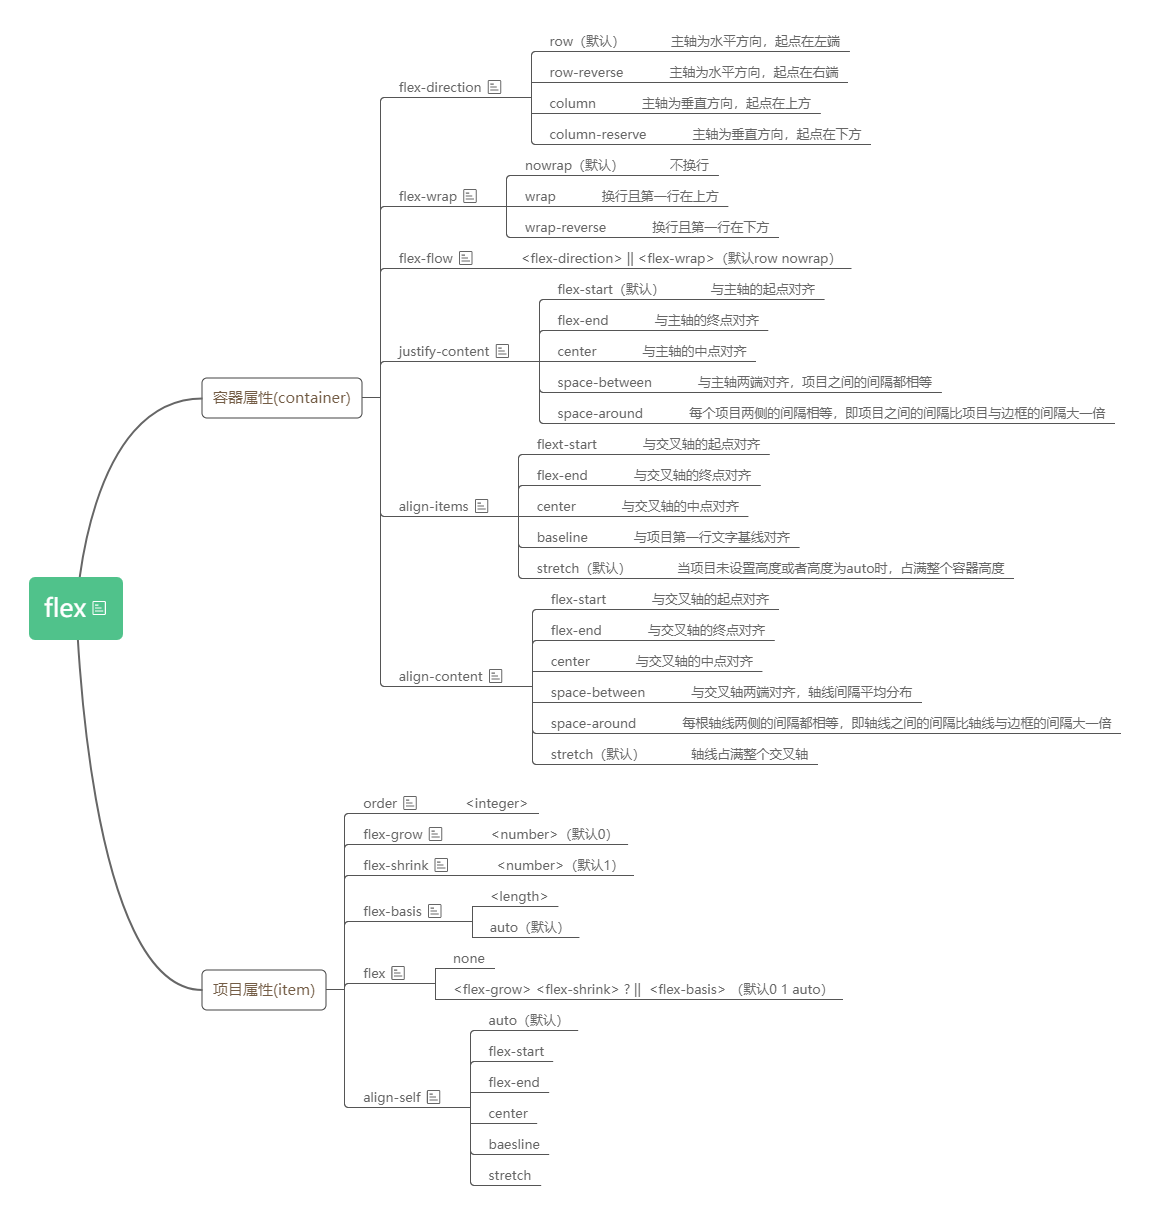 flex
容器属性(container)
flex-direction
row（默认） 主轴为水平方向，起点在左端
row-reverse 主轴为水平方向，起点在右端
column 主轴为垂直方向，起点在上方
column-reserve 主轴为垂直方向，起点在下方
flex-wrap
nowrap（默认） 不换行
wrap 换行且第一行在上方
wrap-reverse 换行且第一行在下方
flex-flow <flex-direction> || <flex-wrap>（默认row nowrap）
justify-content
flex-start（默认） 与主轴的起点对齐
flex-end 与主轴的终点对齐
center 与主轴的中点对齐
space-between 与主轴两端对齐，项目之间的间隔都相等
space-around 每个项目两侧的间隔相等，即项目之间的间隔比项目与边框的间隔大一倍
align-items
flext-start 与交叉轴的起点对齐
flex-end 与交叉轴的终点对齐
center 与交叉轴的中点对齐
baseline 与项目第一行文字基线对齐
stretch（默认） 当项目未设置高度或者高度为auto时，占满整个容器高度
align-content
flex-start 与交叉轴的起点对齐
flex-end 与交叉轴的终点对齐
center 与交叉轴的中点对齐
space-between 与交叉轴两端对齐，轴线间隔平均分布
space-around 每根轴线两侧的间隔都相等，即轴线之间的间隔比轴线与边框的间隔大一倍
stretch（默认） 轴线占满整个交叉轴
项目属性(item)
order <integer>
flex-grow <number>（默认0）
flex-shrink <number>（默认1）
flex-basis
<length>
auto（默认）
flex
none
<flex-grow> <flex-shrink> ? || <flex-basis> （默认0 1 auto）
align-self
auto（默认）
flex-start
flex-end
center
baesline
stretch